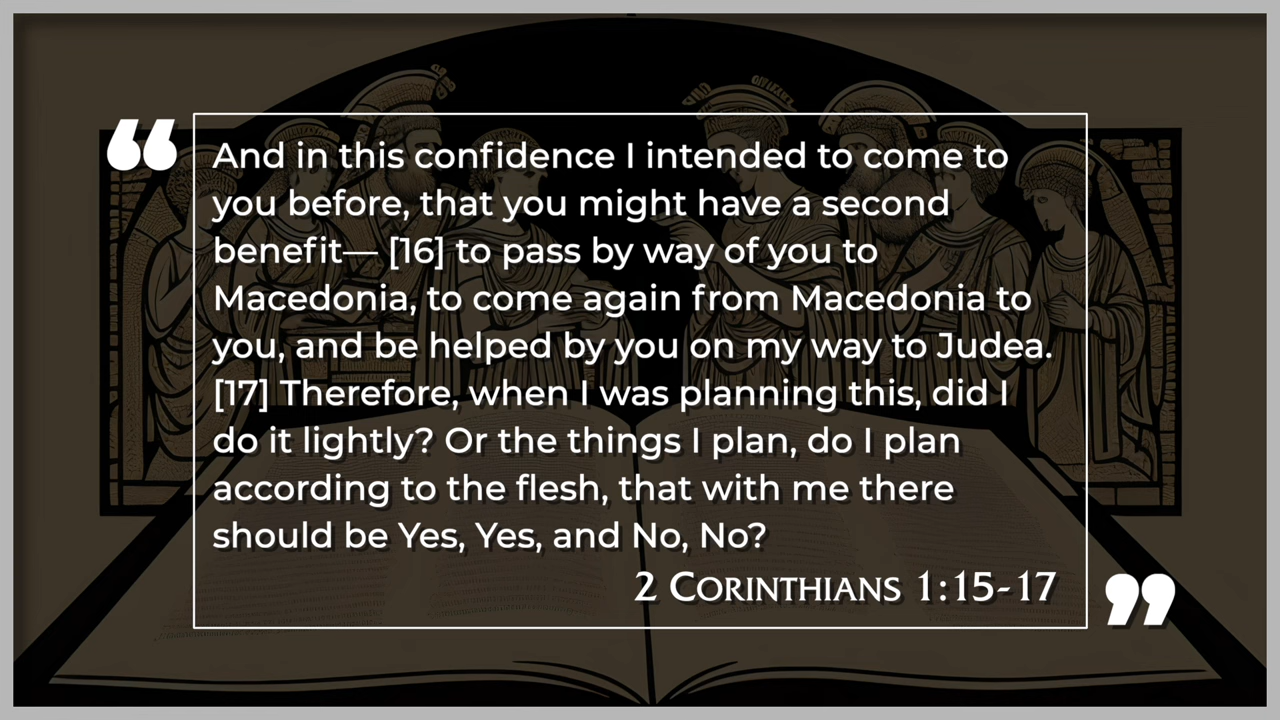 And in this confidence I intended to come to
you before, that you might have a second
benefit— [16] to pass by way of you to
Macedonia, to come again from Macedonia to
you, and be helped by you on my way to Judea.
[17] Therefore, when I was planning this, did I
do it lightly? Or the things I plan, do I plan
according to the flesh, that with me there
should be Yes, Yes, and No, No?
2 Corinthians 1:15-17